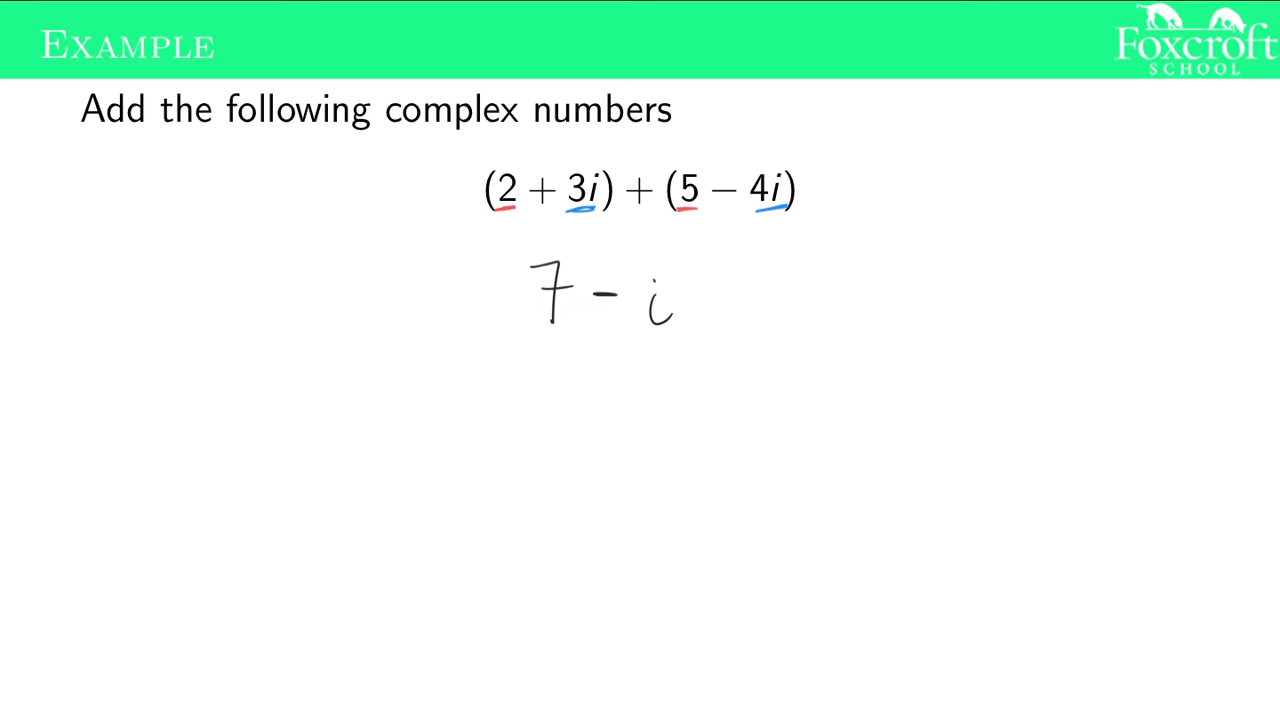 EXAMPLE
Foxcroft
SCHOOL
Add the following complex numbers
(2 + 3i) + (5 − 4i)
7 - i